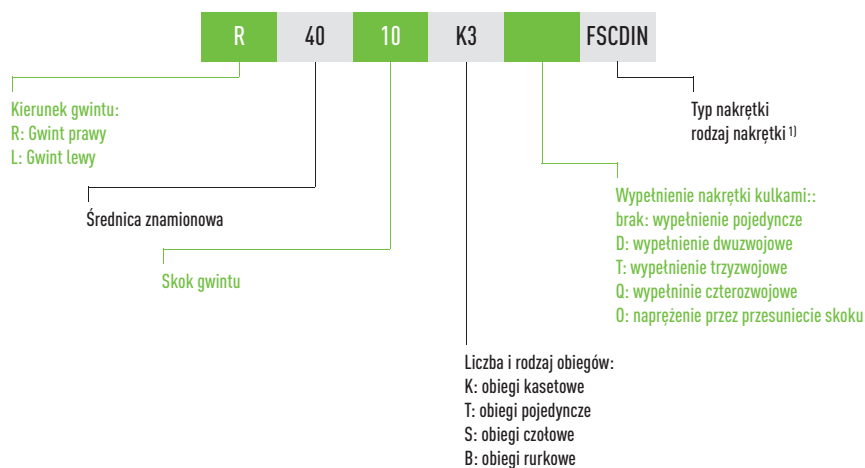 R 40 10 K3 FSCDIN
Kierunek gwintu:
R: Gwint prawy
L: Gwint lewy
Średnica znamionowa
Skok gwintu
Liczba i rodzaj obiegów:
K: obiegi kasetowe
T: obiegi pojedyncze
S: obiegi czołowe
B: obiegi rurkowe
Wypełnienie nakrętki kulkami::
brak: wypełnienie pojedyncze
D: wypełnienie dwuzwojowe
T: wypełnienie trzyzwojowe
Q: wypełninie czterozwojowe
O: naprężenie przez przesuniecie skoku
Typ nakrętki
rodzaj nakrętki 1)